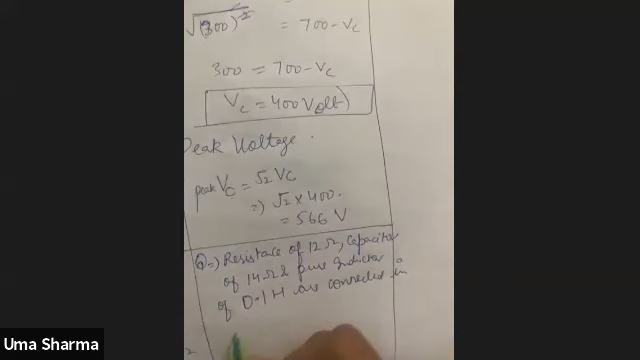 √(300)² = 700 - Vc
300 = 700 - Vc
Vc = 400 Volt
Peak Voltage.
peak Vc = √2 Vc
=) √2 × 400.
= 566 V
Q=) Resistace of 12 Ω, Capacitor
of 14 Ω & pure Inductor
of 0.1 H are connected in
Uma Sharma